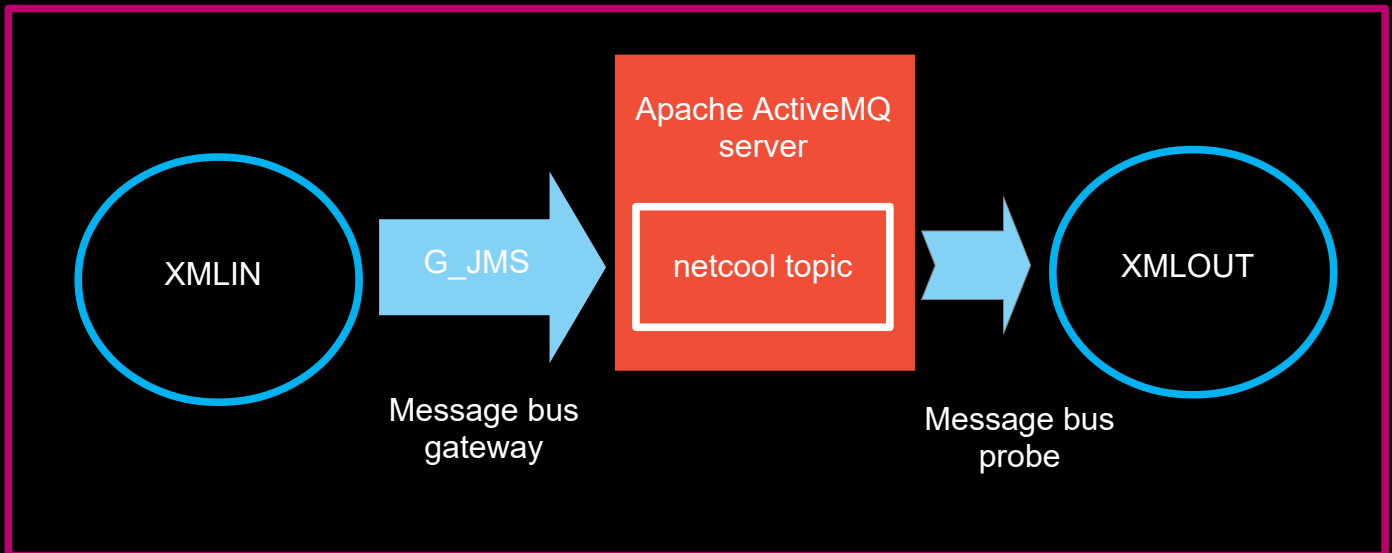 Apache ActiveMQ
server
XMLIN
G_JMS
netcool topic
XMLOUT
Message bus
gateway
Message bus
probe